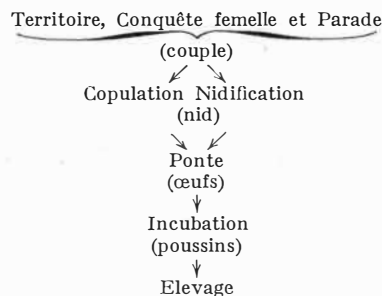 Territoire, Conquête femelle et Parade
(couple)
Copulation Nidification
(nid)
Ponte
(œufs)
Incubation
(poussins)
Elevage